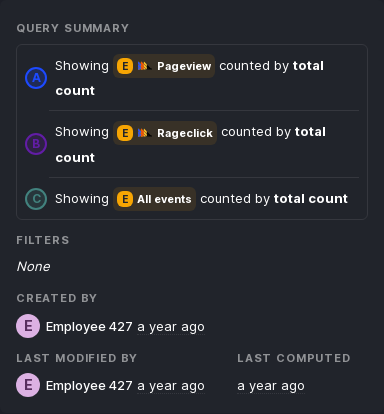 QUERY SUMMARY
A Showing E Pageview counted by total
count
B Showing E Rageclick counted by total
count
C Showing E All events counted by total count
FILTERS
None
CREATED BY
E Employee 427 a year ago
LAST MODIFIED BY LAST COMPUTED
E Employee 427 a year ago a year ago